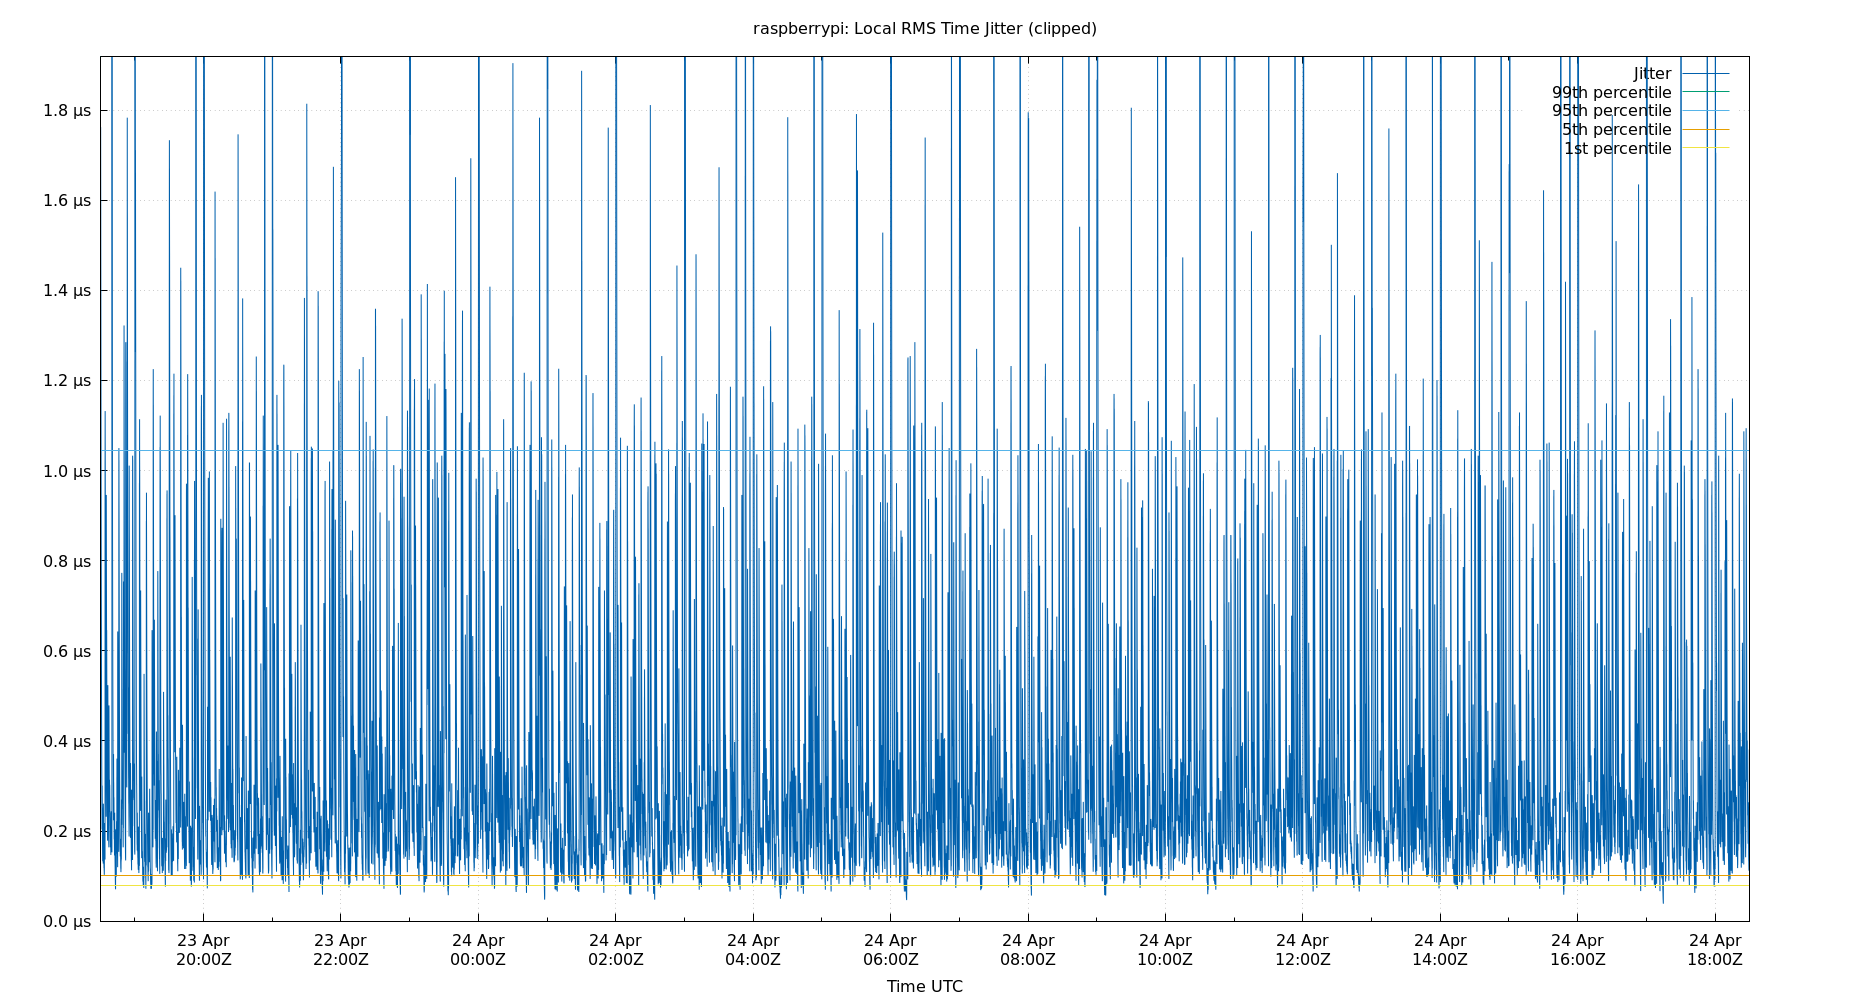 raspberrypi: Local RMS Time Jitter (clipped)
Jitter
99th percentile
95th percentile
5th percentile
1st percentile
1.8 µs
1.6 µs
1.4 µs
1.2 µs
1.0 µs
0.8 µs
0.6 µs
0.4 µs
0.2 µs
0.0 µs
23 Apr 23 Apr 24 Apr 24 Apr 24 Apr 24 Apr 24 Apr 24 Apr 24 Apr 24 Apr 24 Apr 24 Apr
20:00Z 22:00Z 00:00Z 02:00Z 04:00Z 06:00Z 08:00Z 10:00Z 12:00Z 14:00Z 16:00Z 18:00Z
Time UTC